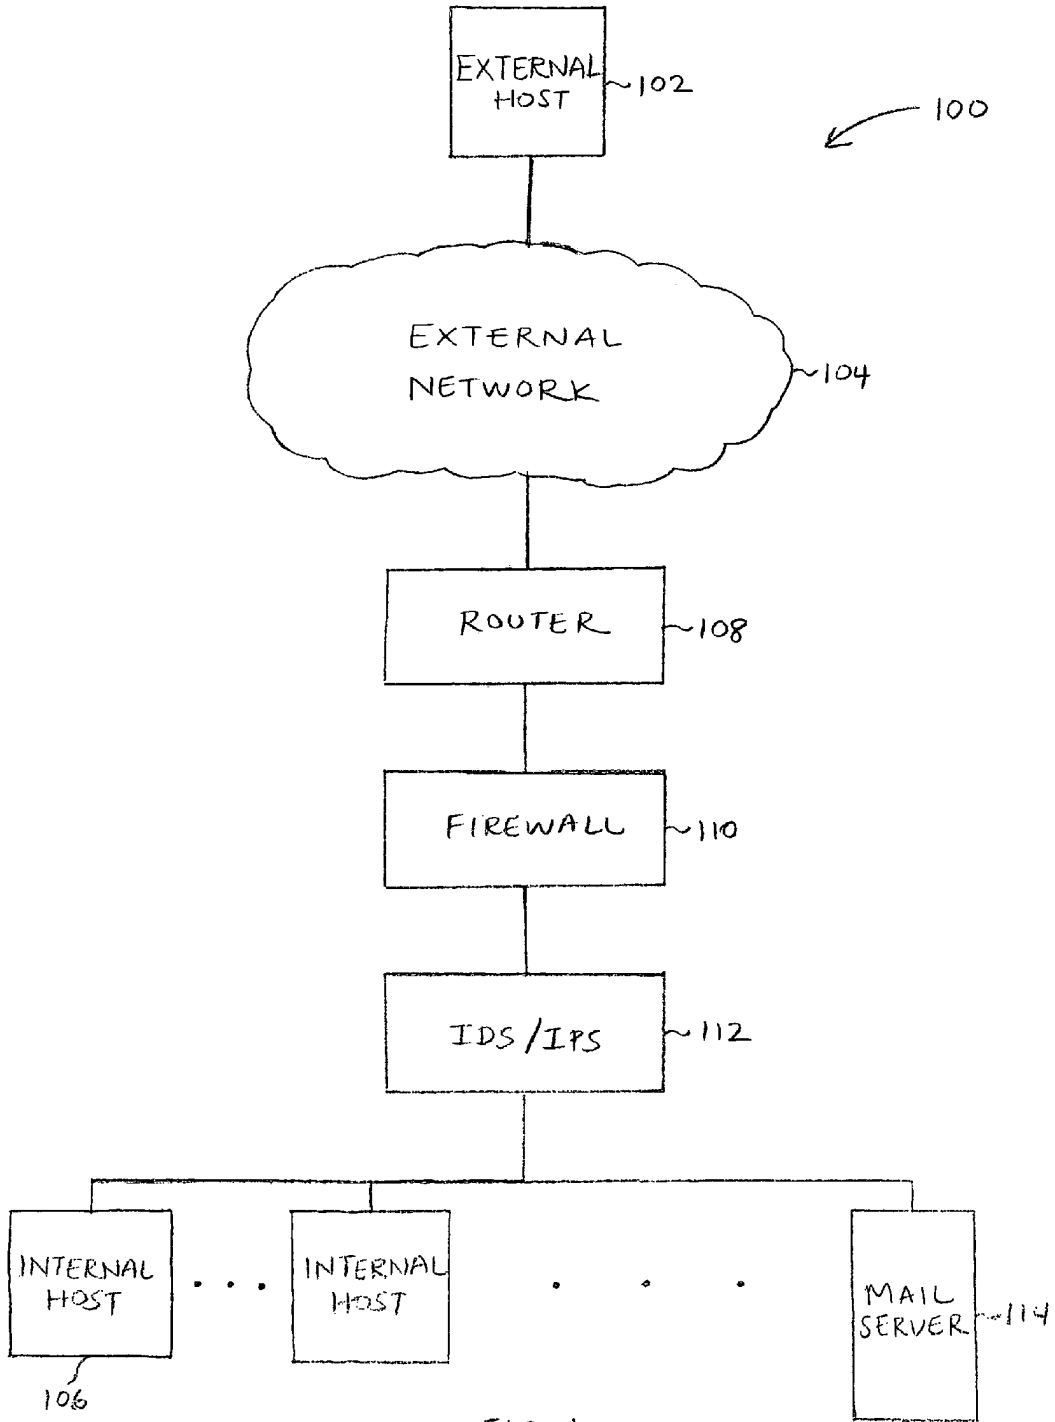 EXTERNAL
HOST
102
100
EXTERNAL
NETWORK
104
ROUTER
108
FIREWALL
110
IDS/IPS
112
INTERNAL
HOST
106
INTERNAL
HOST
MAIL
SERVER
114